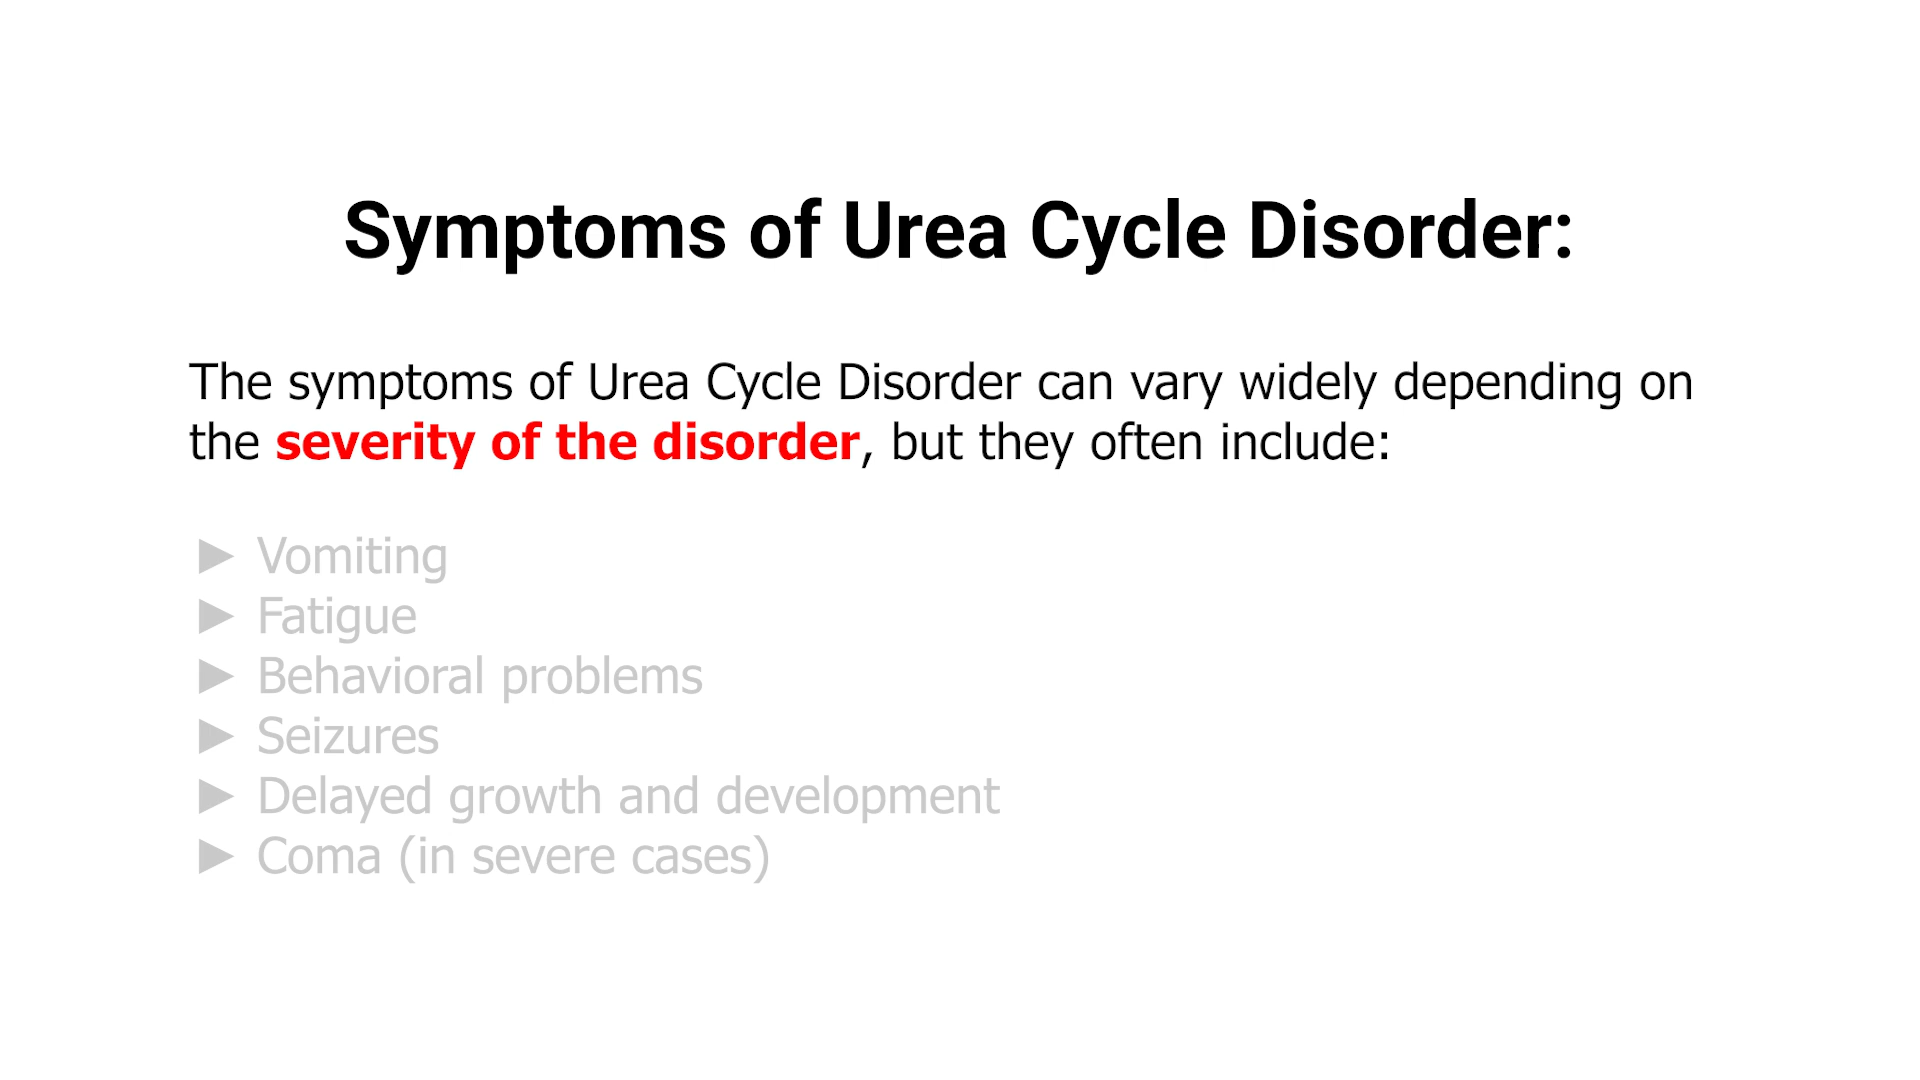 Symptoms of Urea Cycle Disorder:
The symptoms of Urea Cycle Disorder can vary widely depending on
the severity of the disorder, but they often include:
► Vomiting
► Fatigue
► Behavioral problems
► Seizures
► Delayed growth and development
► Coma (in severe cases)